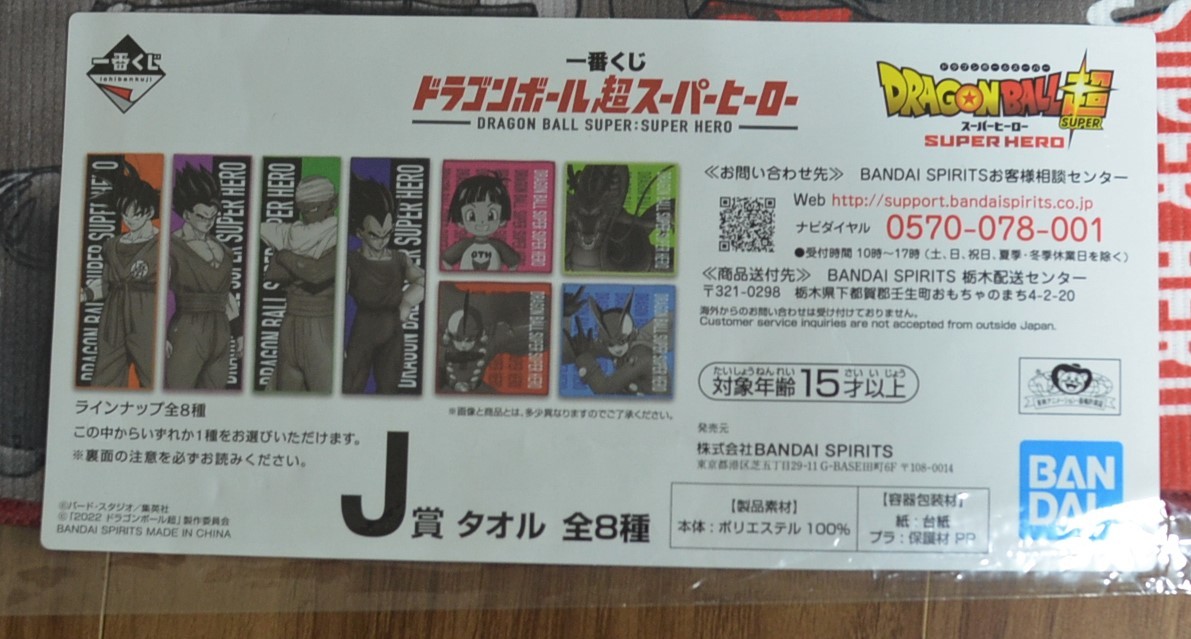 一番くじ
ichibankuji
一番くじ
ドラゴンボール超スーパーヒーロー
DRAGON BALL SUPER:SUPER HERO
ドラゴンボールスーパー
DRAGON BALL超
SUPER
スーパーヒーロー
SUPER HERO
≪お問い合わせ先≫ BANDAI SPIRITSお客様相談センター
Web http://support.bandaispirits.co.jp
ナビダイヤル 0570-078-001
●受付時間 10時～17時（土、日、祝日、夏季・冬季休業日を除く）
≪商品送付先≫ BANDAI SPIRITS 栃木配送センター
〒321-0298 栃木県下都賀郡壬生町おもちゃのまち4-2-20
海外からのお問い合わせは受け付けておりません。
Customer service inquiries are not accepted from outside Japan.
たいしょうねんれい さい いじょう
対象年齢15才以上
ラインナップ全8種
※画像と商品とは、多少異なりますのでご了承ください。
この中からいずれか1種をお選びいただけます。
※裏面の注意を必ずお読みください。
発売元
株式会社BANDAI SPIRITS
東京都港区芝五丁目29-11 G-BASE田町6F 〒108-0014
J賞 タオル 全8種
【製品素材】
本体：ポリエステル 100%
【容器包装材】
紙：台紙
プラ：保護材 PP
BAN
DAI
©バード・スタジオ／集英社
©「2022 ドラゴンボール超」製作委員会
BANDAI SPIRITS MADE IN CHINA